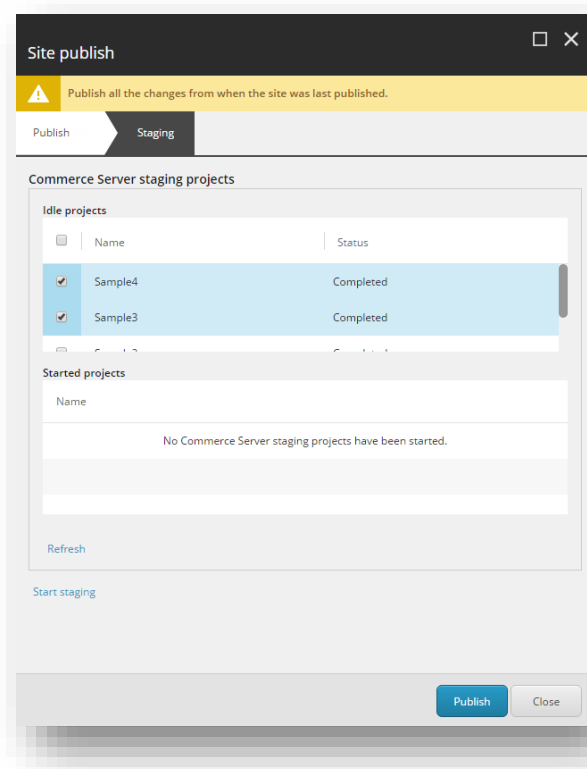 Site publish
Publish all the changes from when the site was last published.
Publish Staging
Commerce Server staging projects
Idle projects
Name Status
Sample4 Completed
Sample3 Completed
Started projects
Name
No Commerce Server staging projects have been started.
Refresh
Start staging
Publish Close